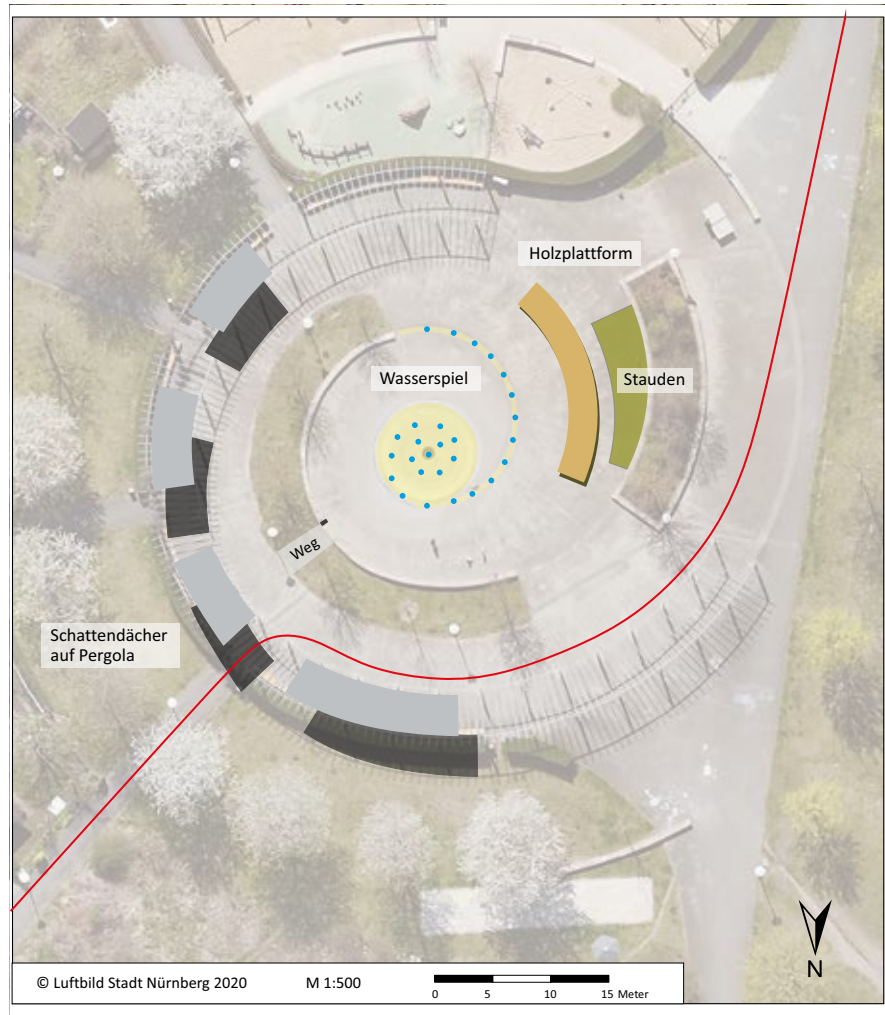 Holzplattform
Wasserspiel
Stauden
Weg
Schattendächer
auf Pergola
N
© Luftbild Stadt Nürnberg 2020
M 1:500
0 5 10 15 Meter